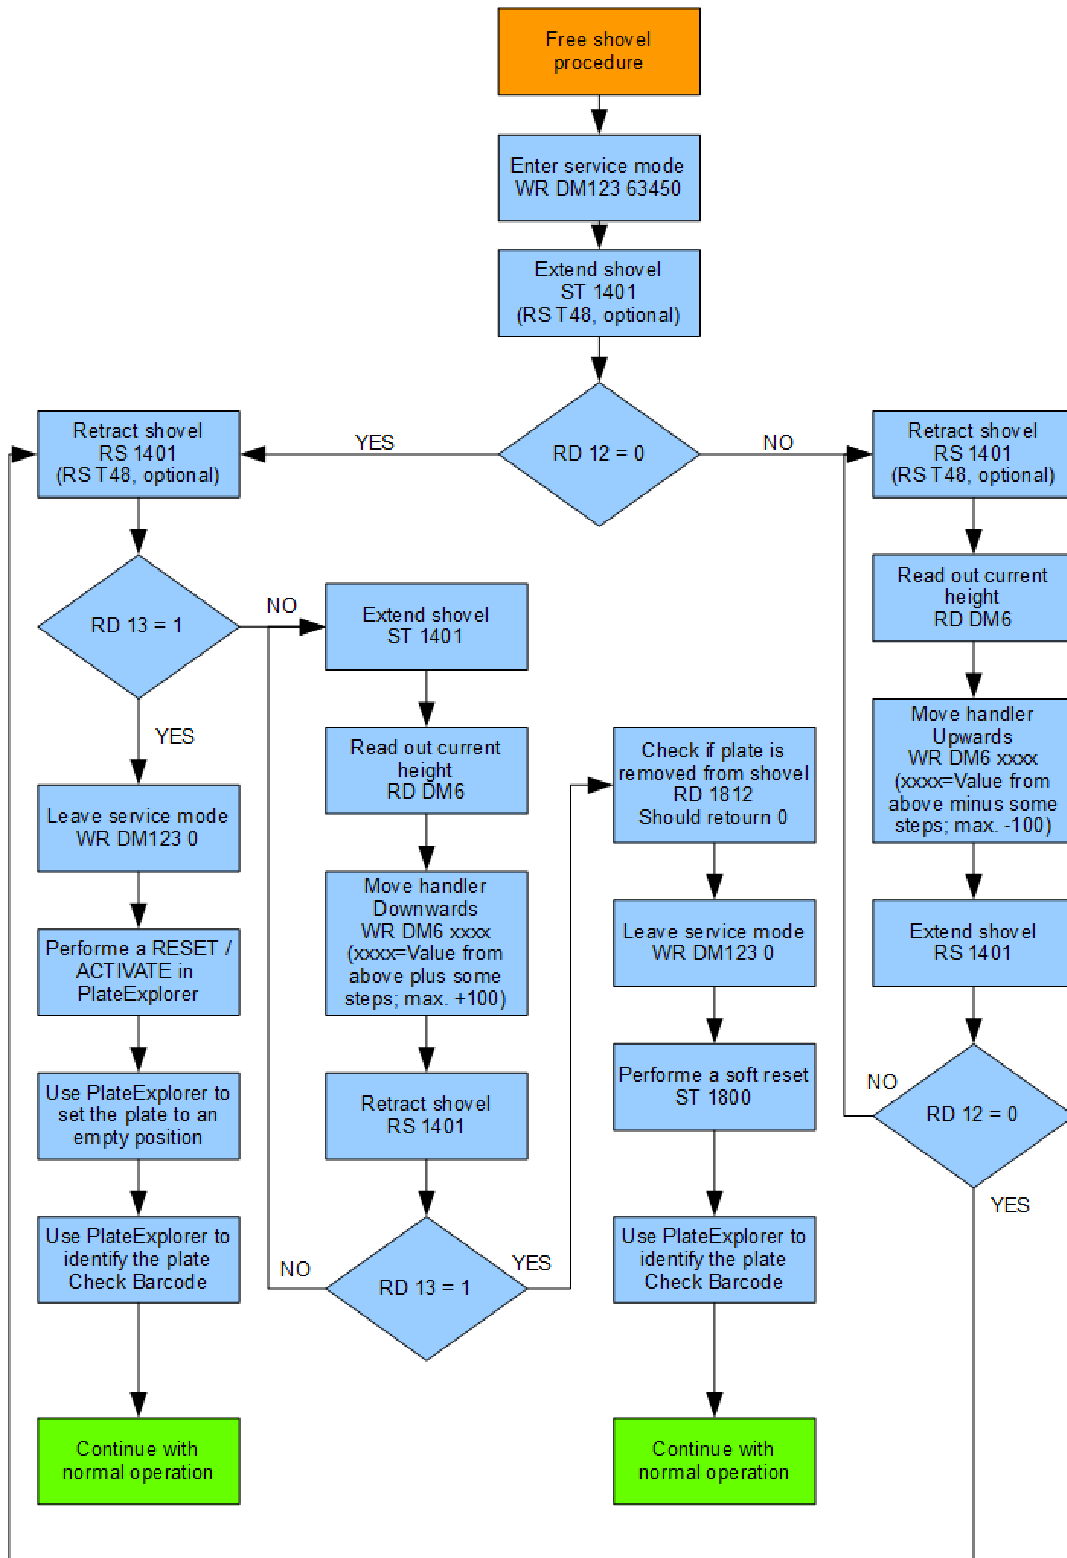 Free shovel
procedure
Enter service mode
WR DM123 63450
Extend shovel
ST 1401
(RS T48, optional)
RD 12 = 0
YES
NO
Retract shovel
RS 1401
(RS T48, optional)
RD 13 = 1
NO
YES
Leave service mode
WR DM123 0
Performe a RESET /
ACTIVATE in
PlateExplorer
Use PlateExplorer to
set the plate to an
empty position
Use PlateExplorer to
identify the plate
Check Barcode
Continue with
normal operation
Extend shovel
ST 1401
Read out current
height
RD DM6
Move handler
Downwards
WR DM6 xxxx
(xxxx=Value from
above plus some
steps; max. +100)
Retract shovel
RS 1401
RD 13 = 1
NO
YES
Check if plate is
removed from shovel
RD 1812
Should retourn 0
Leave service mode
WR DM123 0
Performe a soft reset
ST 1800
Use PlateExplorer to
identify the plate
Check Barcode
Continue with
normal operation
Retract shovel
RS 1401
(RS T48, optional)
Read out current
height
RD DM6
Move handler
Upwards
WR DM6 xxxx
(xxxx=Value from
above minus some
steps; max. -100)
Extend shovel
RS 1401
RD 12 = 0
NO
YES